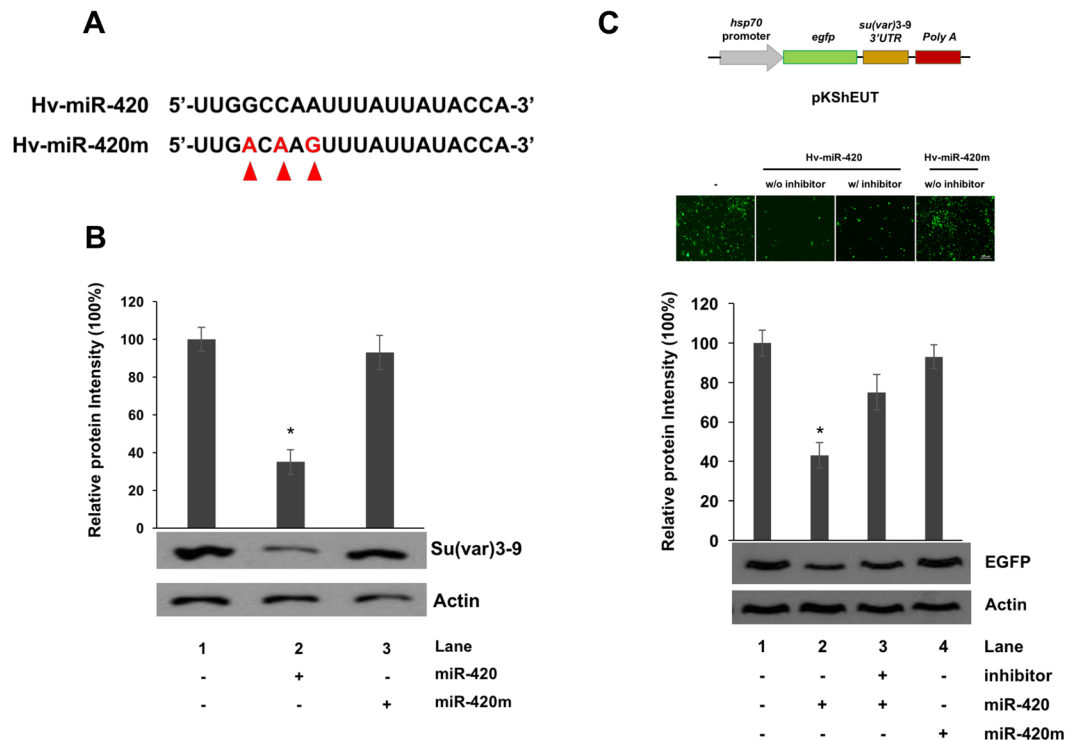 A
Hv-miR-420 5’-UUGGCCAAUUUAUUAUACCA-3’
Hv-miR-420m 5’-UUGACAAGUUUAUUAUACCA-3’
B
Relative protein Intensity (100%)
120
100
80
60
40
20
0
*
Su(var)3-9
Actin
1 2 3 Lane
- + - miR-420
- - + miR-420m
C
hsp70 promoter
egfp
su(var)3-9
3’UTR
Poly A
pKShEUT
Hv-miR-420 Hv-miR-420m
- w/o inhibitor w/ inhibitor w/o inhibitor
Relative protein Intensity (100%)
120
100
80
60
40
20
0
*
EGFP
Actin
1 2 3 4 Lane
- - + - inhibitor
- + + - miR-420
- - - + miR-420m